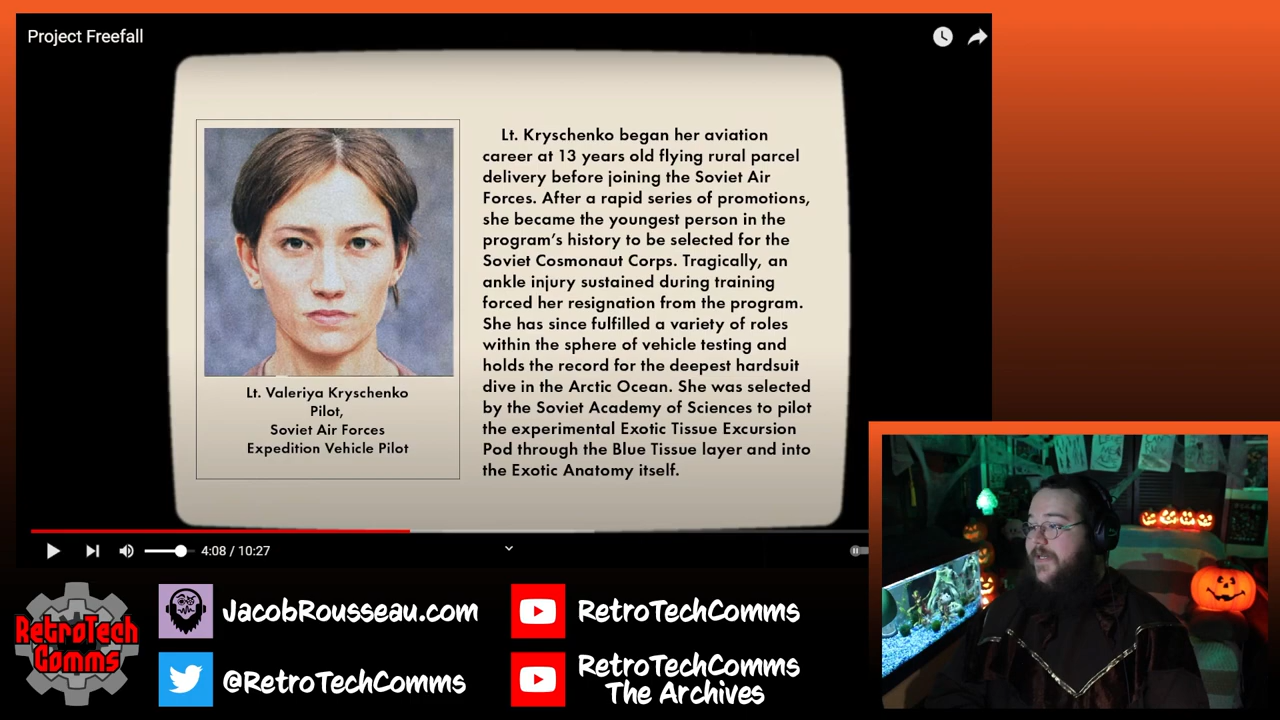 Project Freefall
Lt. Kryschenko began her aviation
career at 13 years old flying rural parcel
delivery before joining the Soviet Air
Forces. After a rapid series of promotions,
she became the youngest person in the
program's history to be selected for the
Soviet Cosmonaut Corps. Tragically, an
ankle injury sustained during training
forced her resignation from the program.
She has since fulfilled a variety of roles
within the sphere of vehicle testing and
holds the record for the deepest hardsuit
dive in the Arctic Ocean. She was selected
by the Soviet Academy of Sciences to pilot
the experimental Exotic Tissue Excursion
Pod through the Blue Tissue layer and into
the Exotic Anatomy itself.
Lt. Valeriya Kryschenko
Pilot,
Soviet Air Forces
Expedition Vehicle Pilot
4:08 / 10:27
RetroTech
Comms
JacobRousseau.com
@RetroTechComms
RetroTechComms
RetroTechComms
The Archives